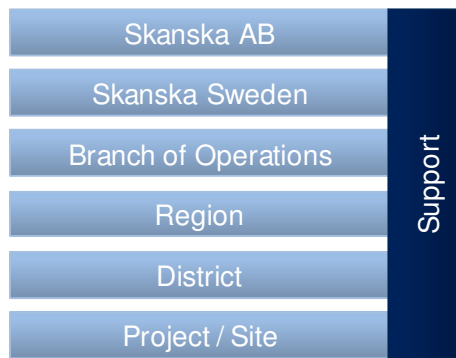 Skanska AB
Skanska Sweden
Branch of Operations
Region
District
Project / Site
Support